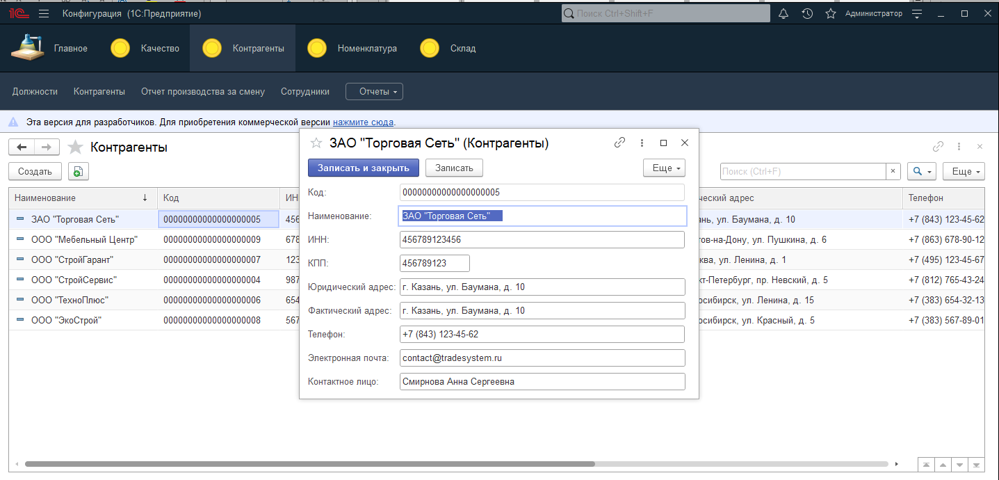 1С Конфигурация (1С:Предприятие) Поиск Ctrl+Shift+F Администратор
Главное Качество Контрагенты Номенклатура Склад
Должности Контрагенты Отчет производства за смену Сотрудники Отчеты
Эта версия для разработчиков. Для приобретения коммерческой версии нажмите сюда.
Контрагенты
Создать Поиск (Ctrl+F) × Еще
Наименование ↓ Код ИН ческий адрес Телефон
ЗАО "Торговая Сеть" 00000000000000000005 456 ань, ул. Баумана, д. 10 +7 (843) 123-45-62
ООО "Мебельный Центр" 00000000000000000009 678 тов-на-Дону, ул. Пушкина, д. 6 +7 (863) 678-90-12
ООО "СтройГарант" 00000000000000000007 123 ква, ул. Ленина, д. 1 +7 (495) 123-45-67
ООО "СтройСервис" 00000000000000000004 987 кт-Петербург, пр. Невский, д. 5 +7 (812) 765-43-24
ООО "ТехноПлюс" 00000000000000000006 654 осибирск, ул. Ленина, д. 15 +7 (383) 654-32-13
ООО "ЭкоСтрой" 00000000000000000008 567 осибирск, ул. Красный, д. 5 +7 (383) 567-89-01
ЗАО "Торговая Сеть" (Контрагенты)
Записать и закрыть Записать Еще
Код: 00000000000000000005
Наименование: ЗАО "Торговая Сеть"
ИНН: 456789123456
КПП: 456789123
Юридический адрес: г. Казань, ул. Баумана, д. 10
Фактический адрес: г. Казань, ул. Баумана, д. 10
Телефон: +7 (843) 123-45-62
Электронная почта: contact@tradesystem.ru
Контактное лицо: Смирнова Анна Сергеевна